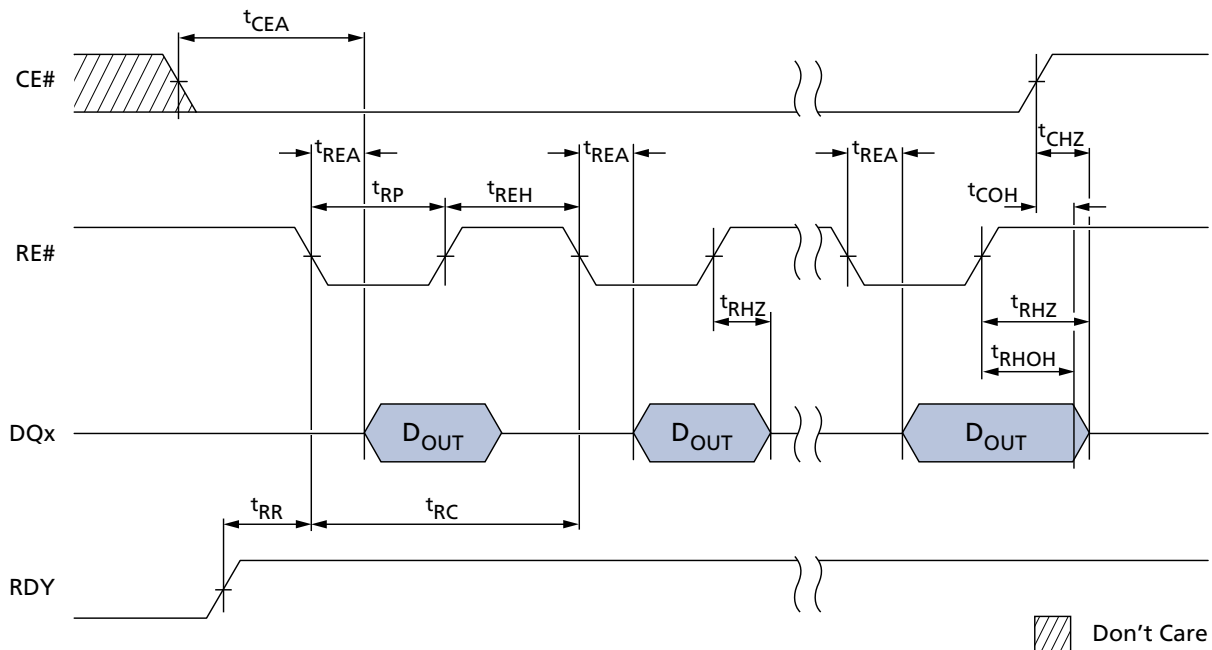 tCEA
CE#
tCHZ
tREA
tREA
tREA
tRP
tREH
tCOH
RE#
tRHZ
tRHZ
tRHOH
DQx
DOUT
DOUT
DOUT
tRR
tRC
RDY
Don't Care